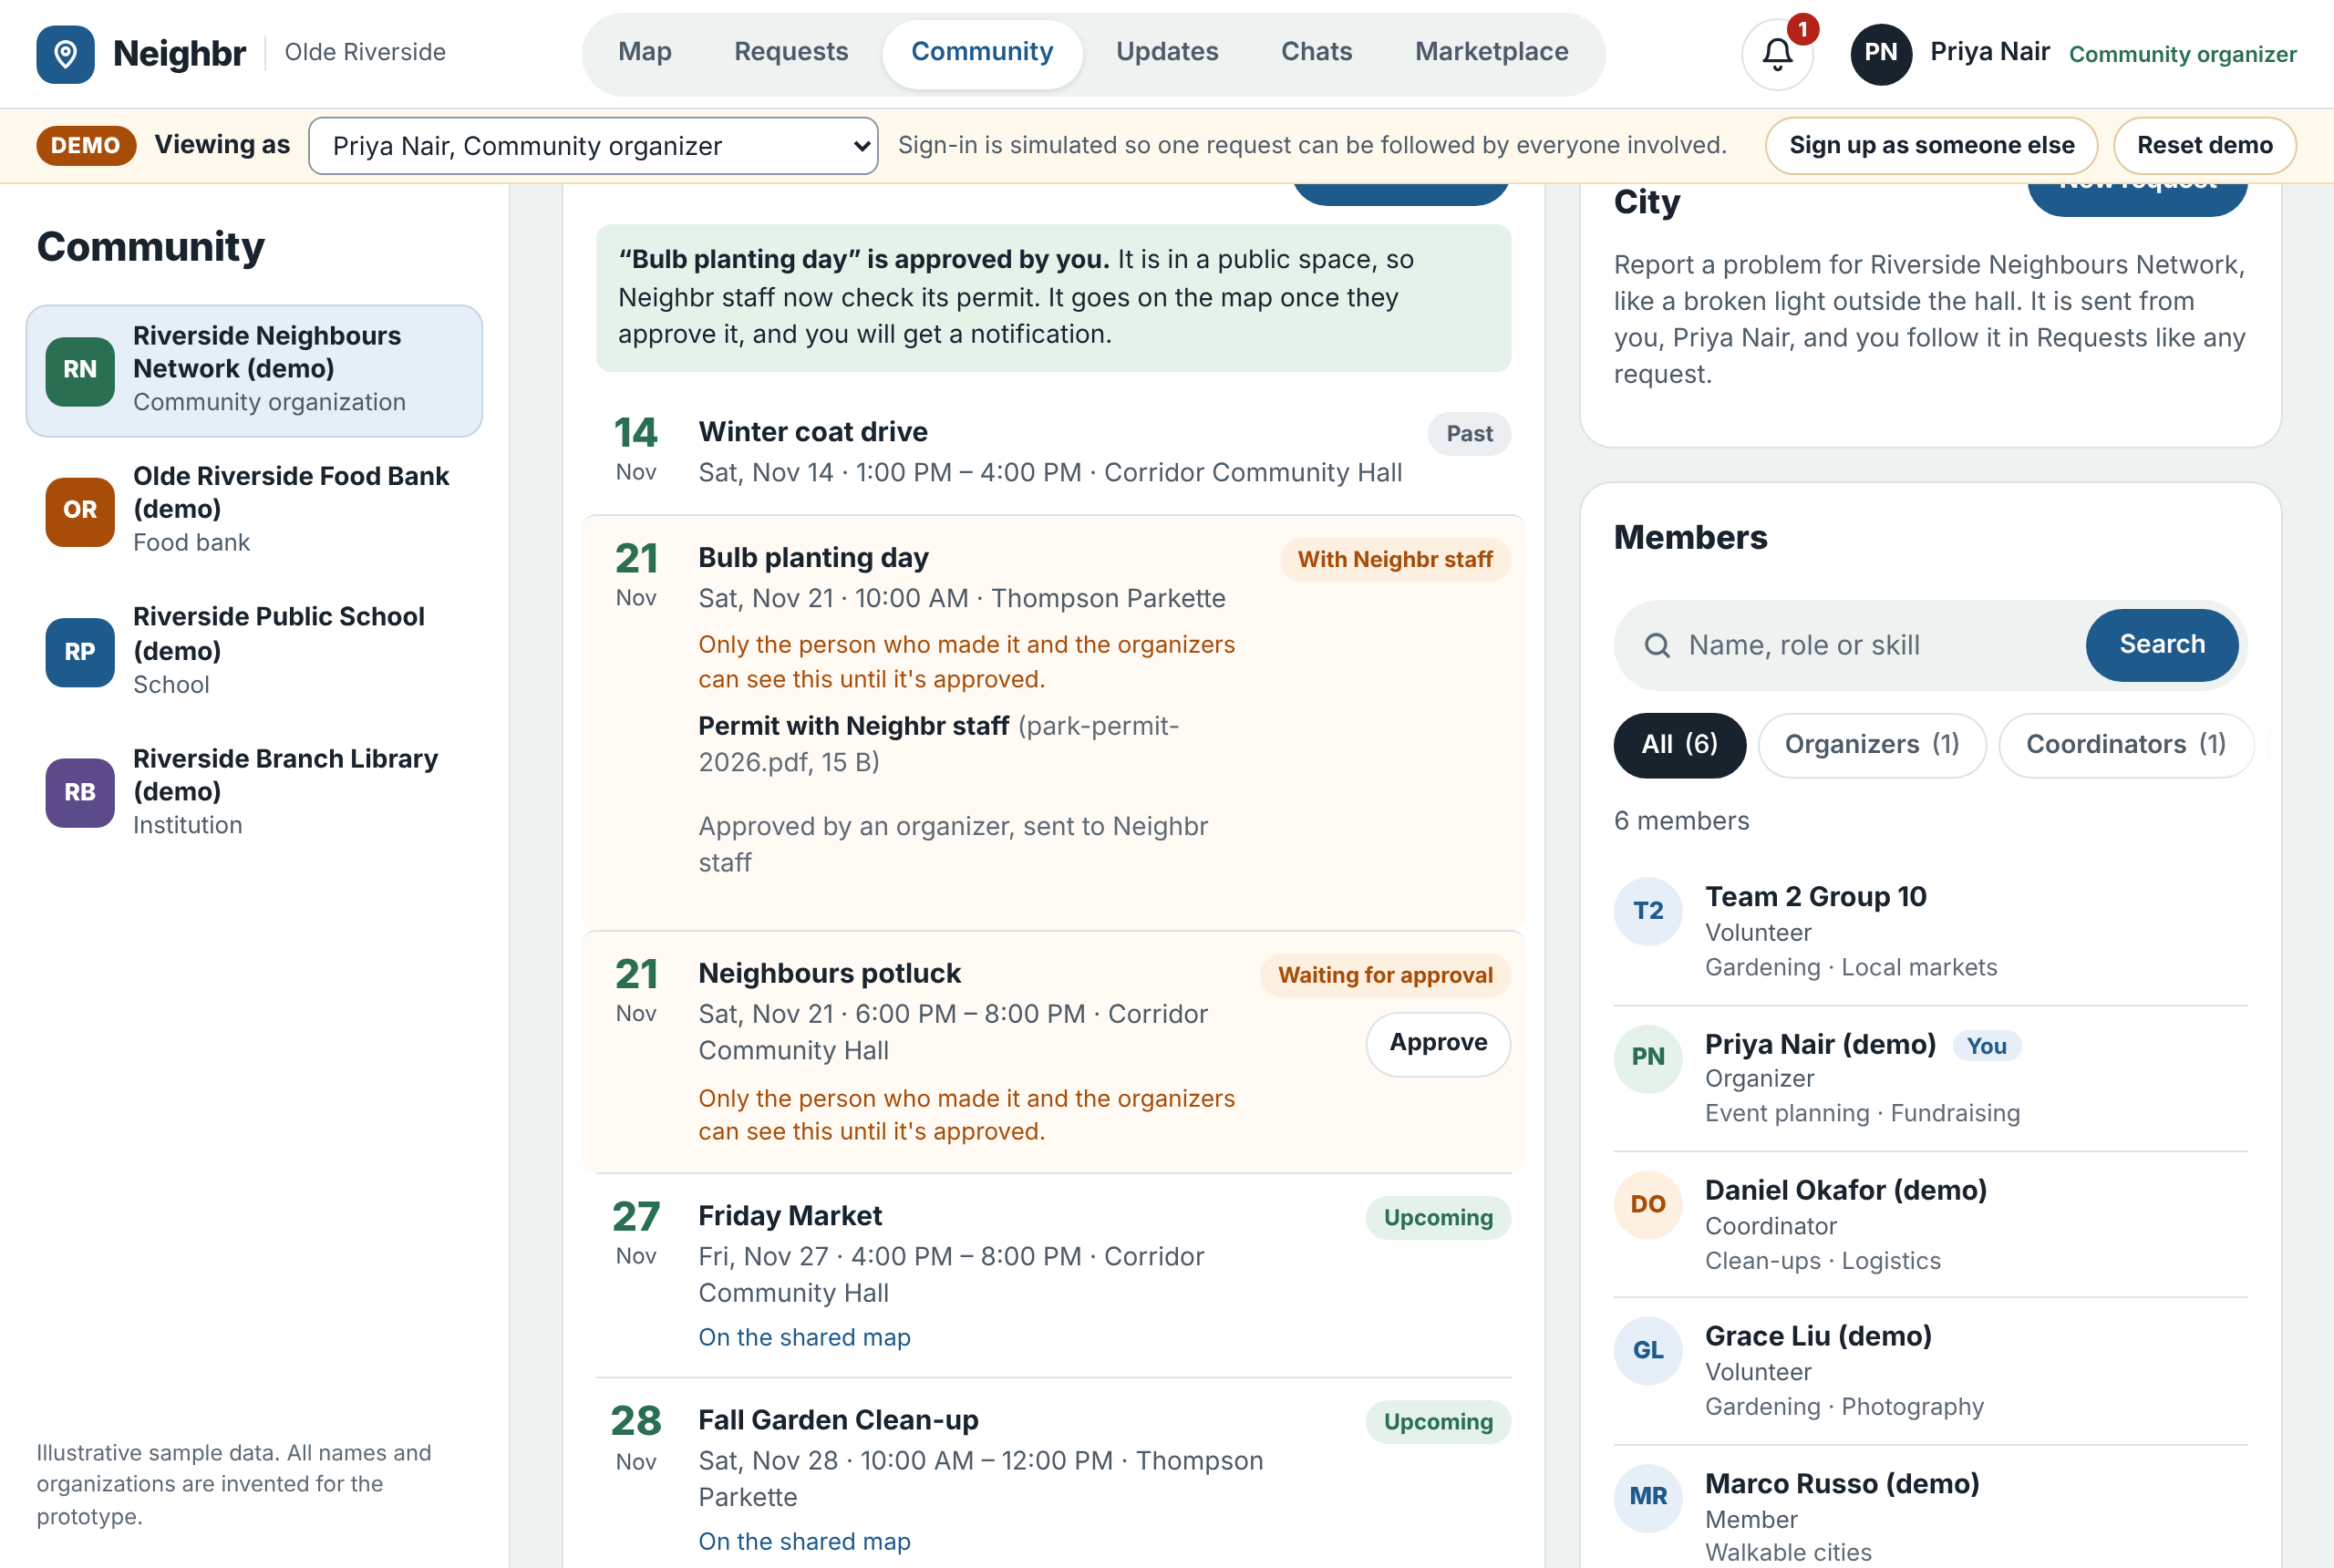 Neighbr
Olde Riverside
Map
Requests
Community
Updates
Chats
Marketplace
1
PN
Priya Nair
Community organizer
DEMO
Viewing as
Priya Nair, Community organizer
Sign-in is simulated so one request can be followed by everyone involved.
Sign up as someone else
Reset demo
Community
RN
Riverside Neighbours
Network (demo)
Community organization
OR
Olde Riverside Food Bank
(demo)
Food bank
RP
Riverside Public School
(demo)
School
RB
Riverside Branch Library
(demo)
Institution
Illustrative sample data. All names and
organizations are invented for the
prototype.
“Bulb planting day” is approved by you. It is in a public space, so
Neighbr staff now check its permit. It goes on the map once they
approve it, and you will get a notification.
14
Nov
Winter coat drive
Sat, Nov 14 · 1:00 PM – 4:00 PM · Corridor Community Hall
Past
21
Nov
Bulb planting day
Sat, Nov 21 · 10:00 AM · Thompson Parkette
Only the person who made it and the organizers
can see this until it's approved.
Permit with Neighbr staff (park-permit-
2026.pdf, 15 B)
Approved by an organizer, sent to Neighbr
staff
With Neighbr staff
21
Nov
Neighbours potluck
Sat, Nov 21 · 6:00 PM – 8:00 PM · Corridor
Community Hall
Only the person who made it and the organizers
can see this until it's approved.
Waiting for approval
Approve
27
Nov
Friday Market
Fri, Nov 27 · 4:00 PM – 8:00 PM · Corridor
Community Hall
On the shared map
Upcoming
28
Nov
Fall Garden Clean-up
Sat, Nov 28 · 10:00 AM – 12:00 PM · Thompson
Parkette
On the shared map
Upcoming
City
New request
Report a problem for Riverside Neighbours Network,
like a broken light outside the hall. It is sent from
you, Priya Nair, and you follow it in Requests like any
request.
Members
Name, role or skill
Search
All (6)
Organizers (1)
Coordinators (1)
6 members
T2
Team 2 Group 10
Volunteer
Gardening · Local markets
PN
Priya Nair (demo)
You
Organizer
Event planning · Fundraising
DO
Daniel Okafor (demo)
Coordinator
Clean-ups · Logistics
GL
Grace Liu (demo)
Volunteer
Gardening · Photography
MR
Marco Russo (demo)
Member
Walkable cities